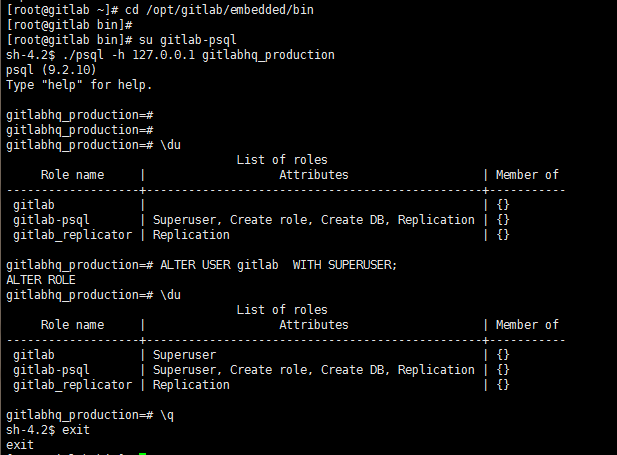 [root@gitlab ~]# cd /opt/gitlab/embedded/bin
[root@gitlab bin]#
[root@gitlab bin]# su gitlab-psql
sh-4.2$ ./psql -h 127.0.0.1 gitlabhq_production
psql (9.2.10)
Type "help" for help.

gitlabhq_production=#
gitlabhq_production=#
gitlabhq_production=# \du
                                 List of roles
     Role name     |                   Attributes                   | Member of
-------------------+------------------------------------------------+-----------
 gitlab            |                                                | {}
 gitlab-psql       | Superuser, Create role, Create DB, Replication | {}
 gitlab_replicator | Replication                                    | {}

gitlabhq_production=# ALTER USER gitlab  WITH SUPERUSER;
ALTER ROLE
gitlabhq_production=# \du
                                 List of roles
     Role name     |                   Attributes                   | Member of
-------------------+------------------------------------------------+-----------
 gitlab            | Superuser                                      | {}
 gitlab-psql       | Superuser, Create role, Create DB, Replication | {}
 gitlab_replicator | Replication                                    | {}

gitlabhq_production=# \q
sh-4.2$ exit
exit